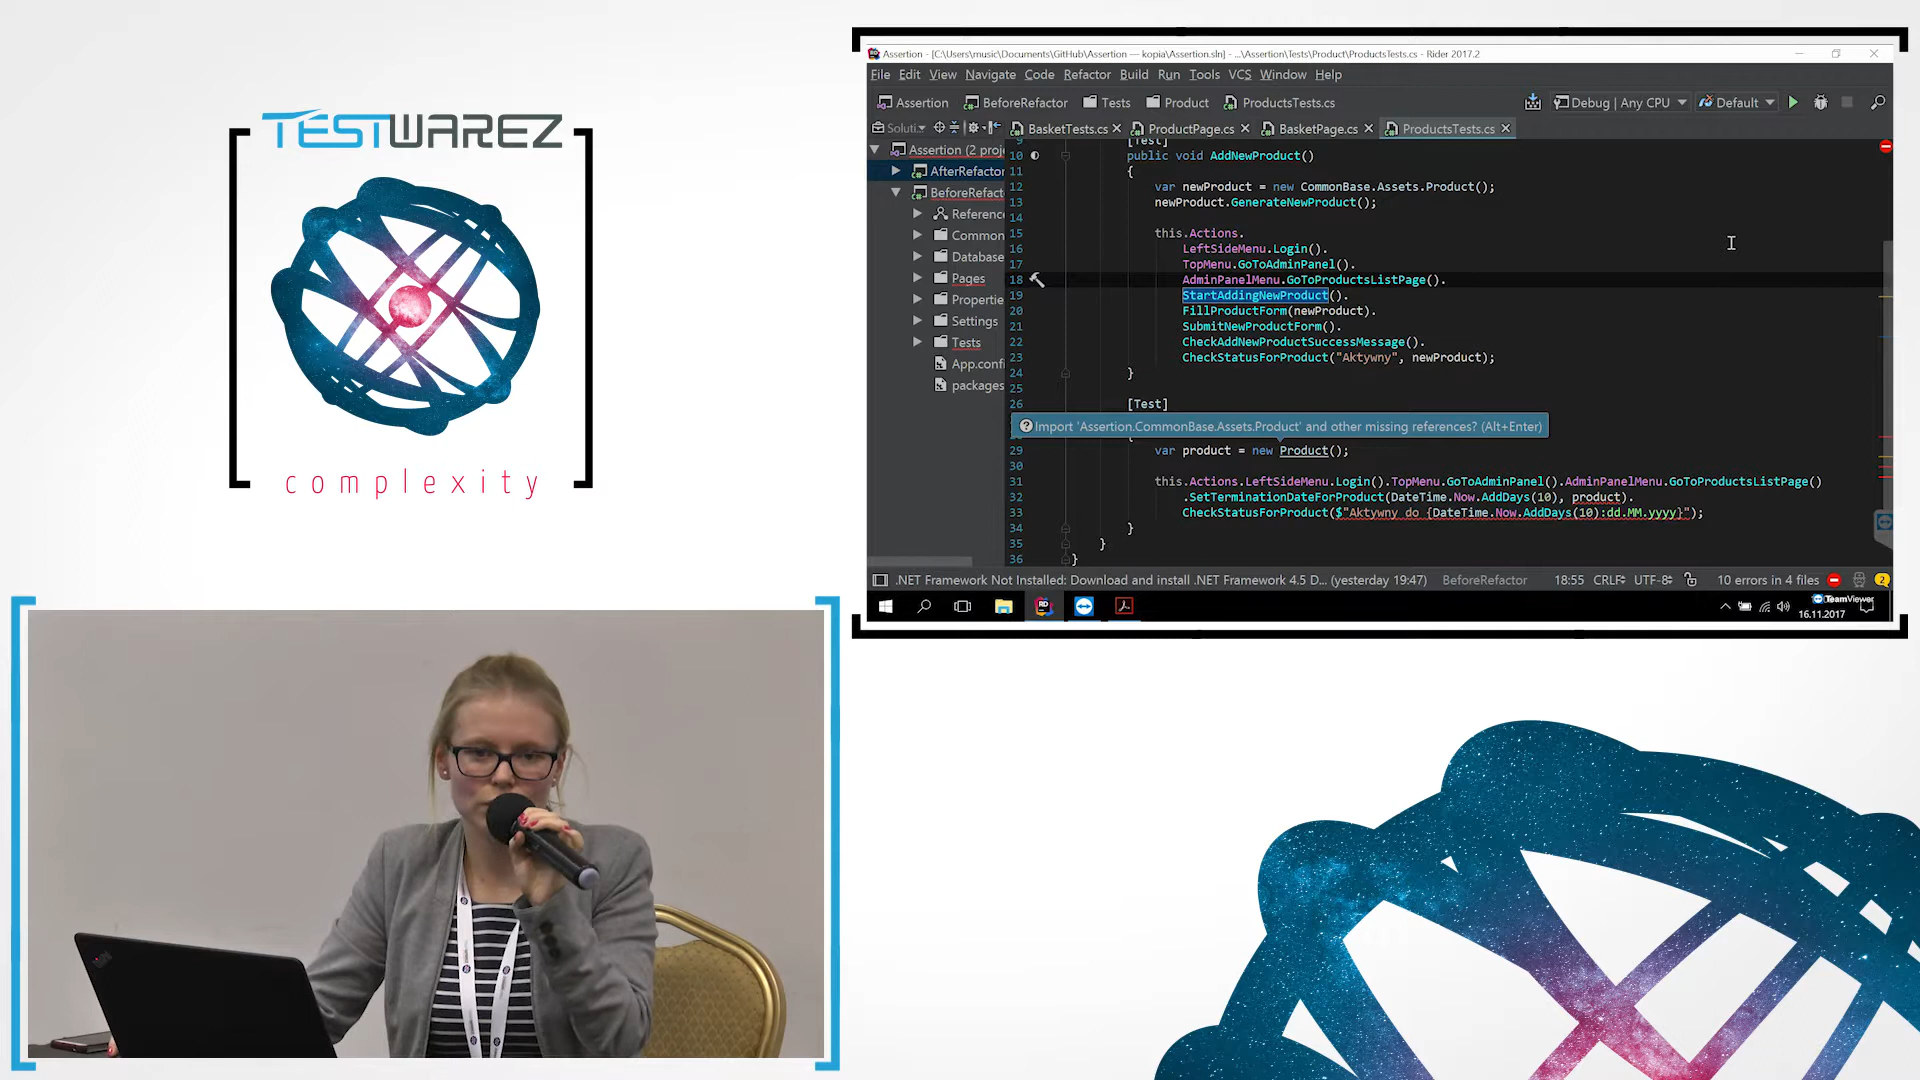 TESTWAREZ
complexity
Assertion - [C:\Users\music\Documents\GitHub\Assertion — kopia\Assertion.sln] - ...\Assertion\Tests\Product\ProductsTests.cs - Rider 2017.2
File Edit View Navigate Code Refactor Build Run Tools VCS Window Help
Assertion BeforeRefactor Tests Product ProductsTests.cs Debug | Any CPU Default
Soluti.. BasketTests.cs ProductPage.cs BasketPage.cs ProductsTests.cs
Assertion (2 proj
AfterRefactor
BeforeRefact
Reference
Common
Database
Pages
Propertie
Settings
Tests
App.confi
packages
9 [Test]
10 public void AddNewProduct()
11 {
12 var newProduct = new CommonBase.Assets.Product();
13 newProduct.GenerateNewProduct();
14
15 this.Actions.
16 LeftSideMenu.Login().
17 TopMenu.GoToAdminPanel().
18 AdminPanelMenu.GoToProductsListPage().
19 StartAddingNewProduct().
20 FillProductForm(newProduct).
21 SubmitNewProductForm().
22 CheckAddNewProductSuccessMessage().
23 CheckStatusForProduct("Aktywny", newProduct);
24 }
25
26 [Test]
Import 'Assertion.CommonBase.Assets.Product' and other missing references? (Alt+Enter)
29 var product = new Product();
30
31 this.Actions.LeftSideMenu.Login().TopMenu.GoToAdminPanel().AdminPanelMenu.GoToProductsListPage()
32 .SetTerminationDateForProduct(DateTime.Now.AddDays(10), product).
33 CheckStatusForProduct($"Aktywny do {DateTime.Now.AddDays(10):dd.MM.yyyy}");
34 }
35 }
36 }
.NET Framework Not Installed: Download and install .NET Framework 4.5 D... (yesterday 19:47) BeforeRefactor 18:55 CRLF UTF-8 10 errors in 4 files 2
TeamViewer
16.11.2017